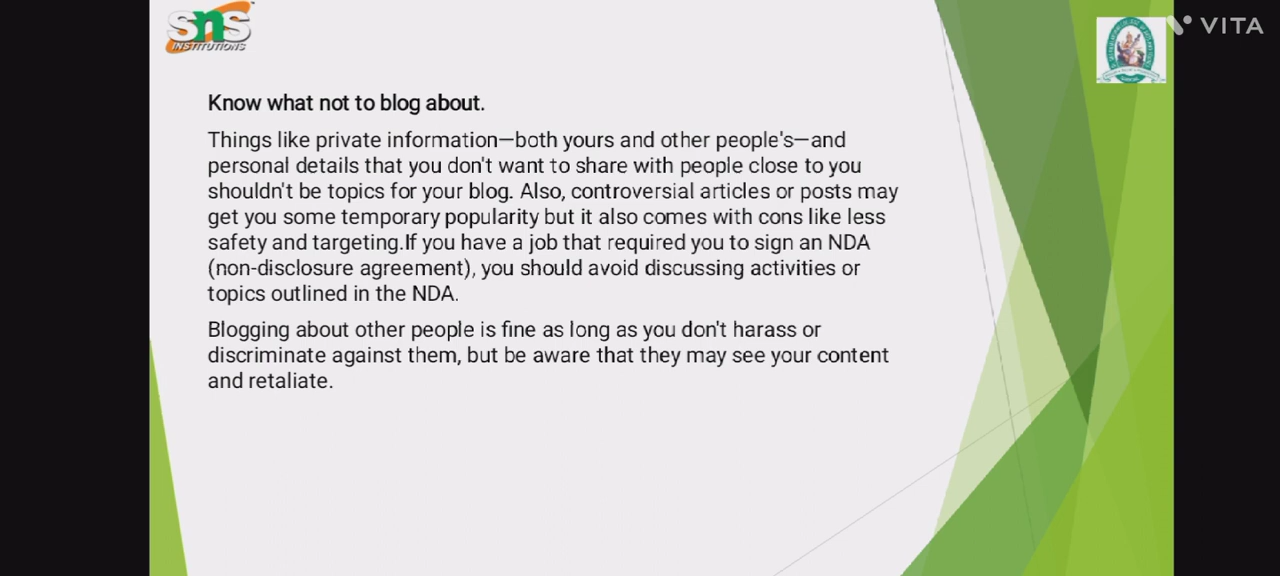 sns
INSTITUTIONS
VITA
Know what not to blog about.
Things like private information—both yours and other people's—and
personal details that you don't want to share with people close to you
shouldn't be topics for your blog. Also, controversial articles or posts may
get you some temporary popularity but it also comes with cons like less
safety and targeting.If you have a job that required you to sign an NDA
(non-disclosure agreement), you should avoid discussing activities or
topics outlined in the NDA.
Blogging about other people is fine as long as you don't harass or
discriminate against them, but be aware that they may see your content
and retaliate.